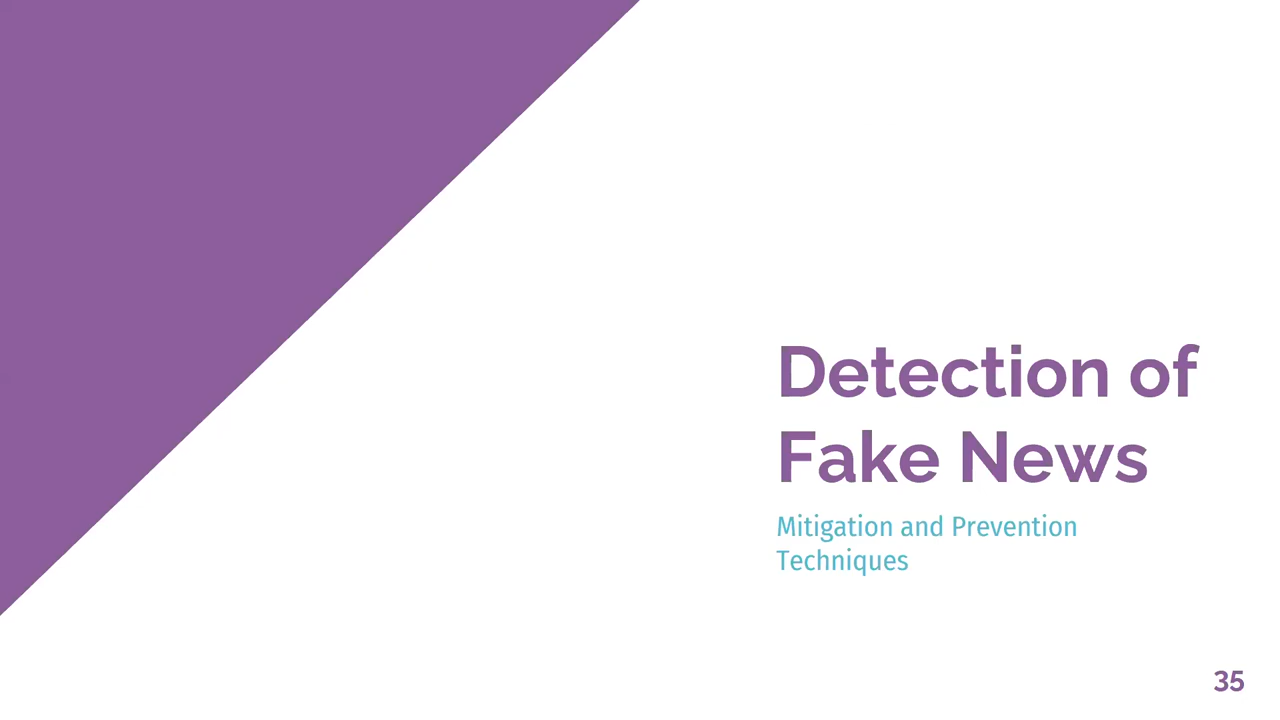 Detection of
Fake News
Mitigation and Prevention
Techniques
35